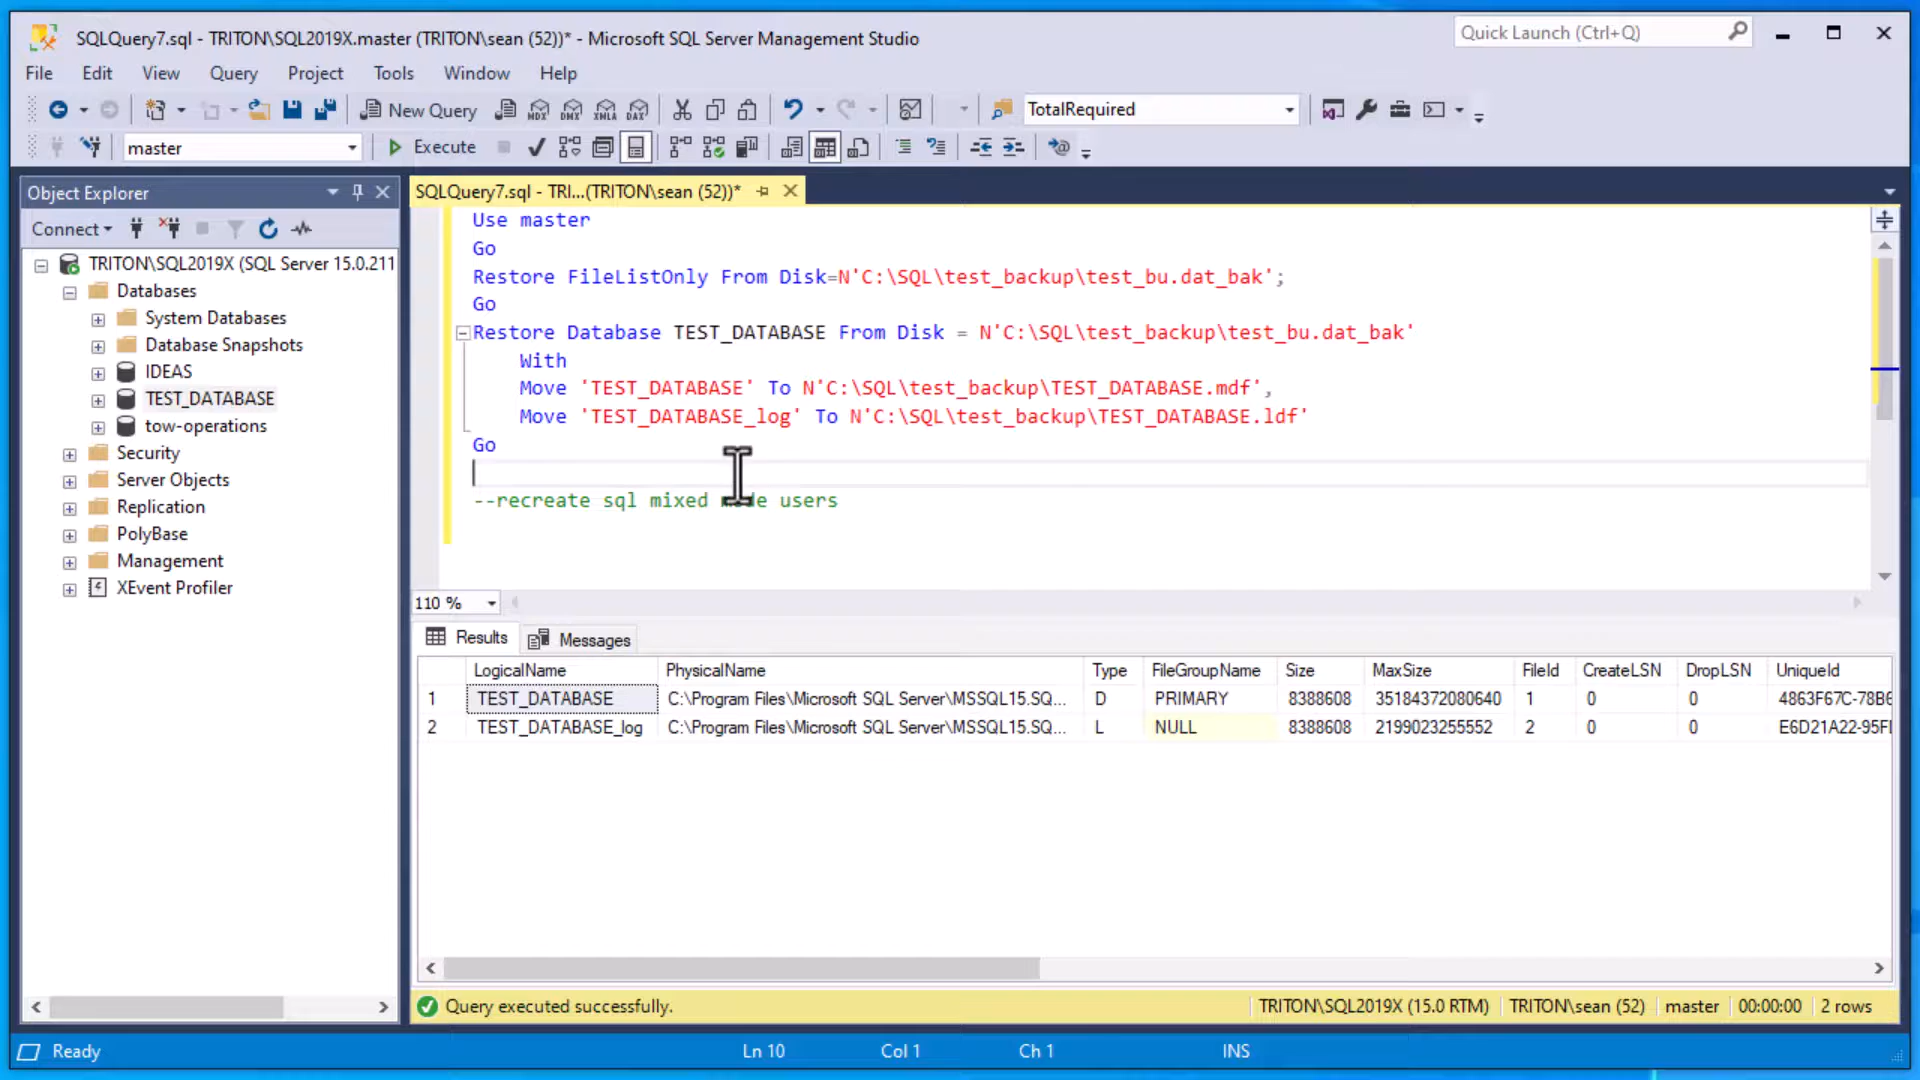 SQLQuery7.sql - TRITON\SQL2019X.master (TRITON\sean (52))* - Microsoft SQL Server Management Studio
Quick Launch (Ctrl+Q)
File Edit View Query Project Tools Window Help
New Query
MDX DMX XMLA DAX
TotalRequired
master
Execute
Object Explorer
Connect
TRITON\SQL2019X (SQL Server 15.0.211
Databases
System Databases
Database Snapshots
IDEAS
TEST_DATABASE
tow-operations
Security
Server Objects
Replication
PolyBase
Management
XEvent Profiler
SQLQuery7.sql - TRI...(TRITON\sean (52))*
Use master
Go
Restore FileListOnly From Disk=N'C:\SQL\test_backup\test_bu.dat_bak';
Go
Restore Database TEST_DATABASE From Disk = N'C:\SQL\test_backup\test_bu.dat_bak'
With
Move 'TEST_DATABASE' To N'C:\SQL\test_backup\TEST_DATABASE.mdf',
Move 'TEST_DATABASE_log' To N'C:\SQL\test_backup\TEST_DATABASE.ldf'
Go
--recreate sql mixed mode users
110 %
Results Messages
LogicalName PhysicalName Type FileGroupName Size MaxSize FileId CreateLSN DropLSN UniqueId
1 TEST_DATABASE C:\Program Files\Microsoft SQL Server\MSSQL15.SQ... D PRIMARY 8388608 35184372080640 1 0 0 4863F67C-78B6
2 TEST_DATABASE_log C:\Program Files\Microsoft SQL Server\MSSQL15.SQ... L NULL 8388608 2199023255552 2 0 0 E6D21A22-95F
Query executed successfully.
TRITON\SQL2019X (15.0 RTM) TRITON\sean (52) master 00:00:00 2 rows
Ready
Ln 10 Col 1 Ch 1 INS